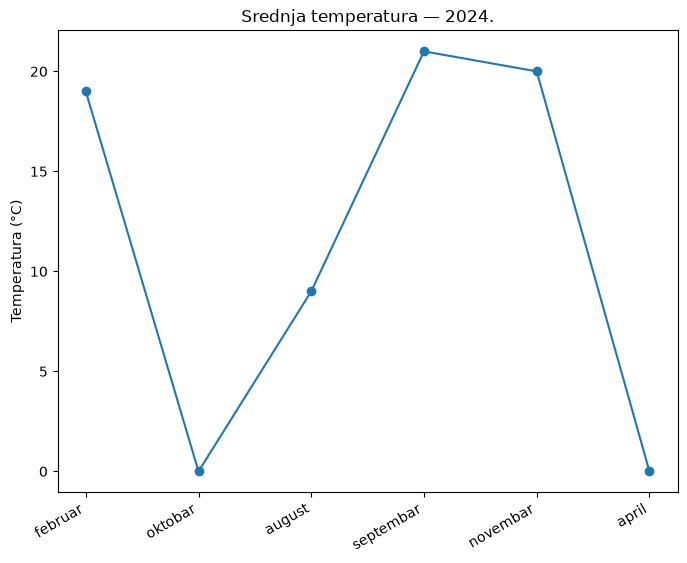 Srednja temperatura — 2024.
Temperatura (°C)
20
15
10
5
0
februar
oktobar
august
septembar
novembar
april